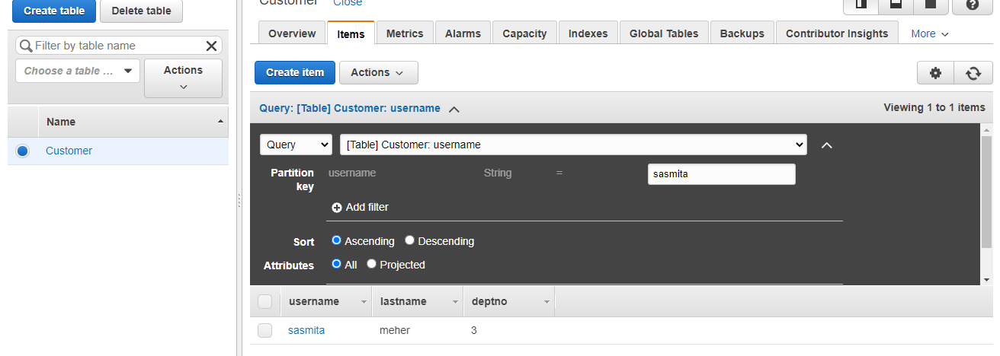 Create table Delete table
Filter by table name
Choose a table ... Actions
Name
Customer
Customer Close
Overview Items Metrics Alarms Capacity Indexes Global Tables Backups Contributor Insights More
Create item Actions
Query: [Table] Customer: username Viewing 1 to 1 items
Query [Table] Customer: username
Partition key username String = sasmita
Add filter
Sort Ascending Descending
Attributes All Projected
username lastname deptno
sasmita meher 3